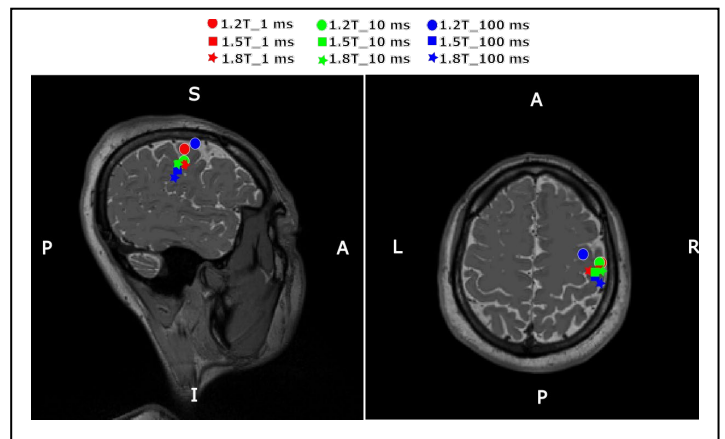 1.2T_1 ms 1.2T_10 ms 1.2T_100 ms
1.5T_1 ms 1.5T_10 ms 1.5T_100 ms
1.8T_1 ms 1.8T_10 ms 1.8T_100 ms
S
A
P A L R
I
P